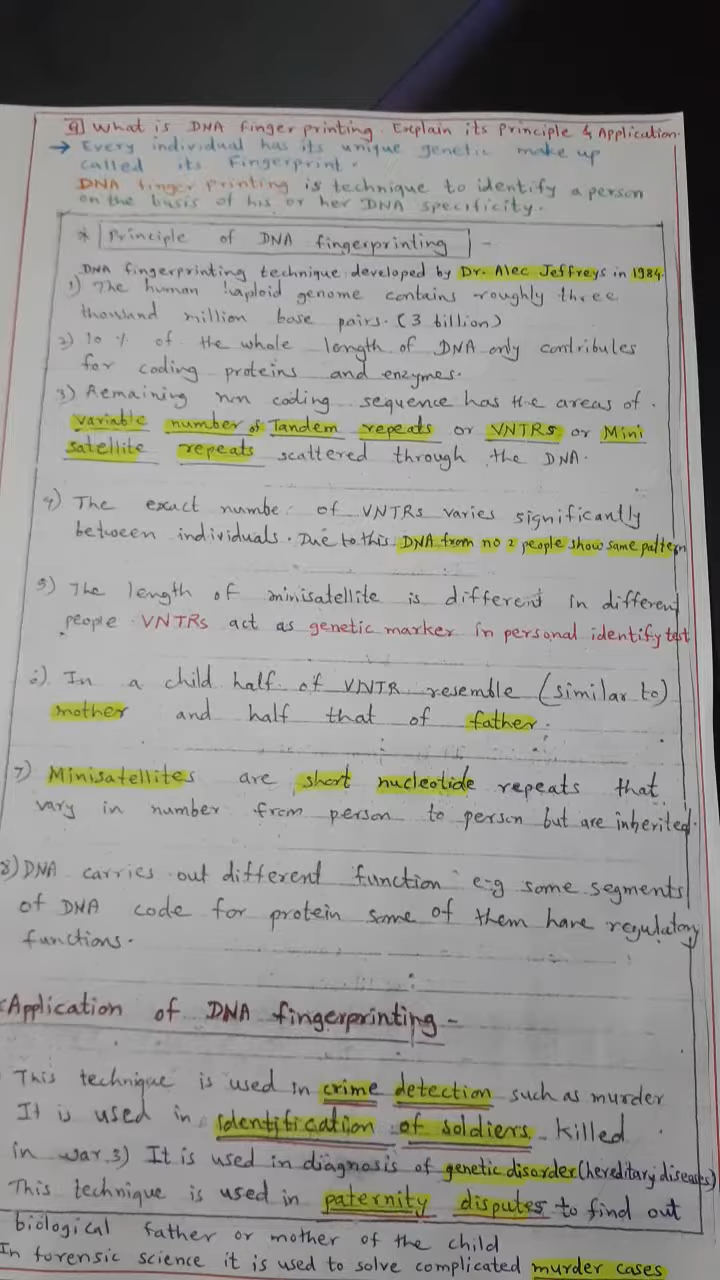 9) What is DNA finger printing. Explain its Principle & Application.
→ Every individual has its unique genetic make up
called its Fingerprint.
DNA finger printing is technique to identify a person
on the basis of his or her DNA specificity.
* Principle of DNA fingerprinting -
DNA fingerprinting technique developed by Dr. Alec Jeffreys in 1984.
1) The human haploid genome contains roughly three
thousand million base pairs. (3 billion)
2) 10 % of the whole length of DNA only contribules
for coding proteins and enzymes.
3) Remaining non coding sequence has the areas of.
variable number of Tandem repeats or VNTRs or Mini
satellite repeats scattered through the DNA.
4) The exact number of VNTRs varies significantly
between individuals. Due to this DNA from no 2 people show same pattern
5) The length of minisatellite is different in different
people VNTRs act as genetic marker in personal identify test
6) In a child half of VNTR resemble (similar to)
mother and half that of father.
7) Minisatellites are short nucleotide repeats that
vary in number from person to person but are inherited.
8) DNA carries out different function e-g some segments
of DNA code for protein some of them have regulatory
functions.
Application of DNA fingerprinting -
This technique is used in crime detection such as murder
It is used in identification of soldiers killed
in war. 3) It is used in diagnosis of genetic disorder (hereditary diseases)
This technique is used in paternity disputes to find out
biological father or mother of the child
In forensic science it is used to solve complicated murder cases